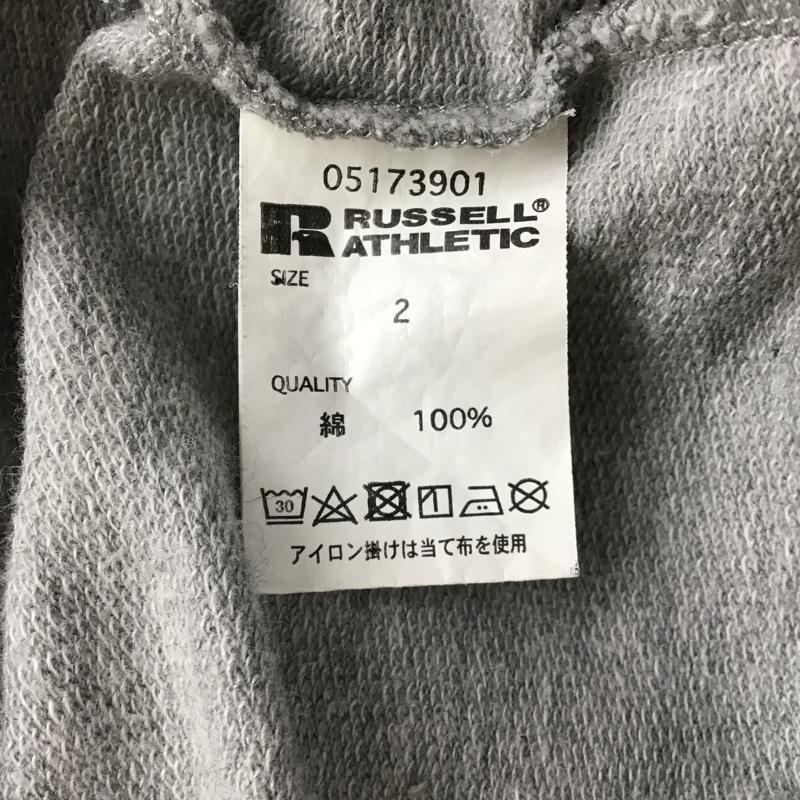 05173901
RUSSELL®
ATHLETIC
SIZE
2
QUALITY
綿 100%
30
アイロン掛けは当て布を使用